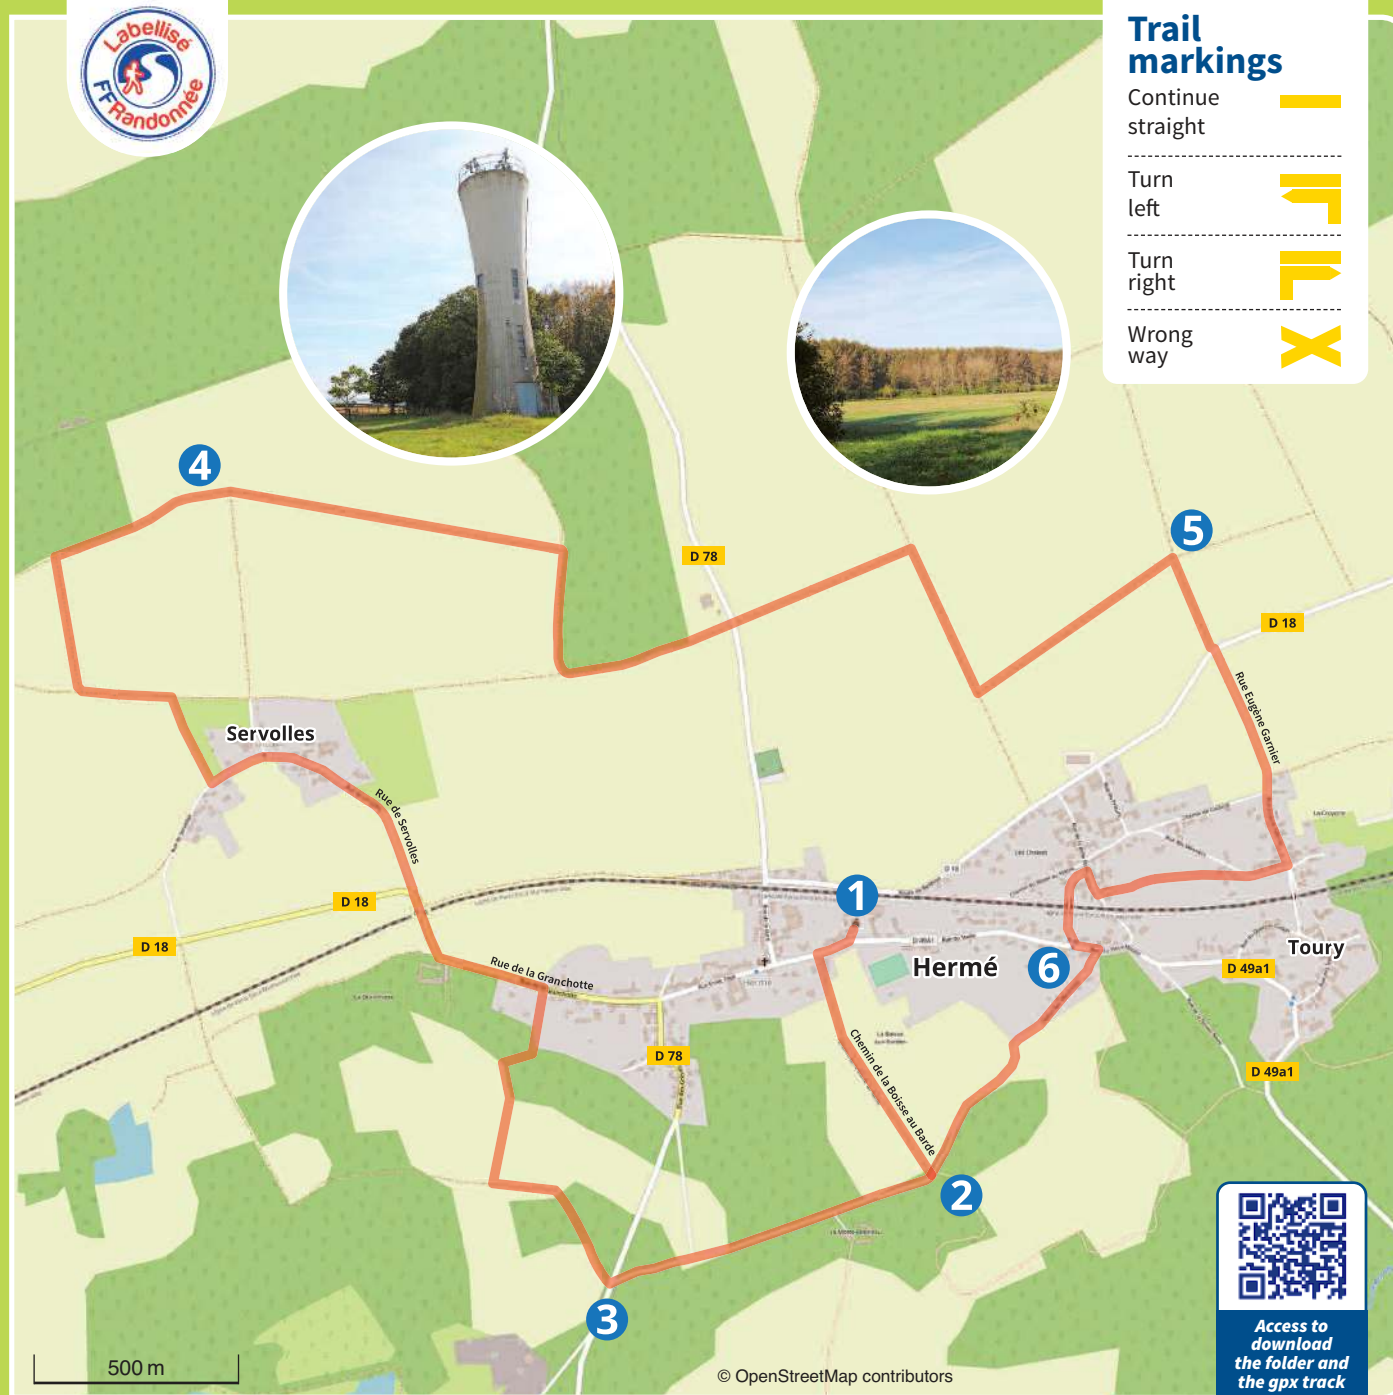 Labellisé
FFRandonnée
Trail
markings
Continue
straight
Turn
left
Turn
right
Wrong
way
4
5
D 78
D 18
Rue Eugène Garnier
Servolles
Rue de Servolles
D 18
1
D 18
Rue de la Granchotte
Hermé
6
Toury
D 49a1
D 78
Chemin de la Boisse au Barde
D 49a1
2
3
500 m
© OpenStreetMap contributors
Access to
download
the folder and
the gpx track